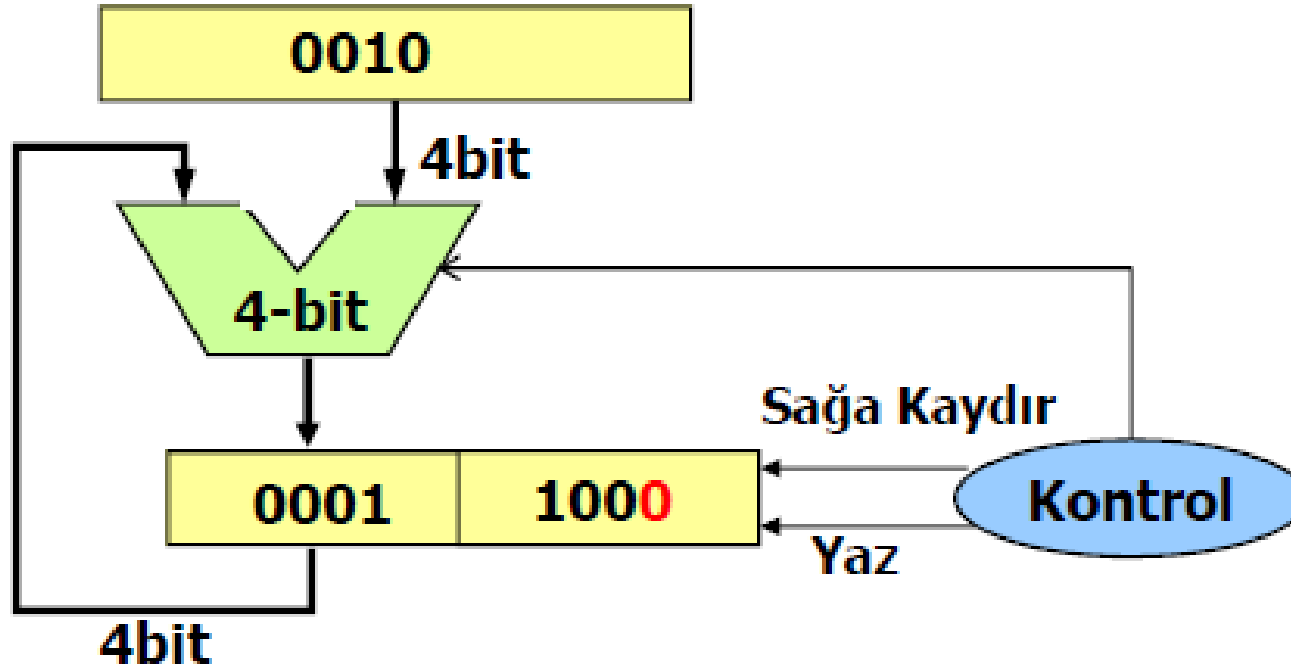 0010
4bit
4-bit
Sağa Kaydır
0001 1000
Kontrol
Yaz
4bit